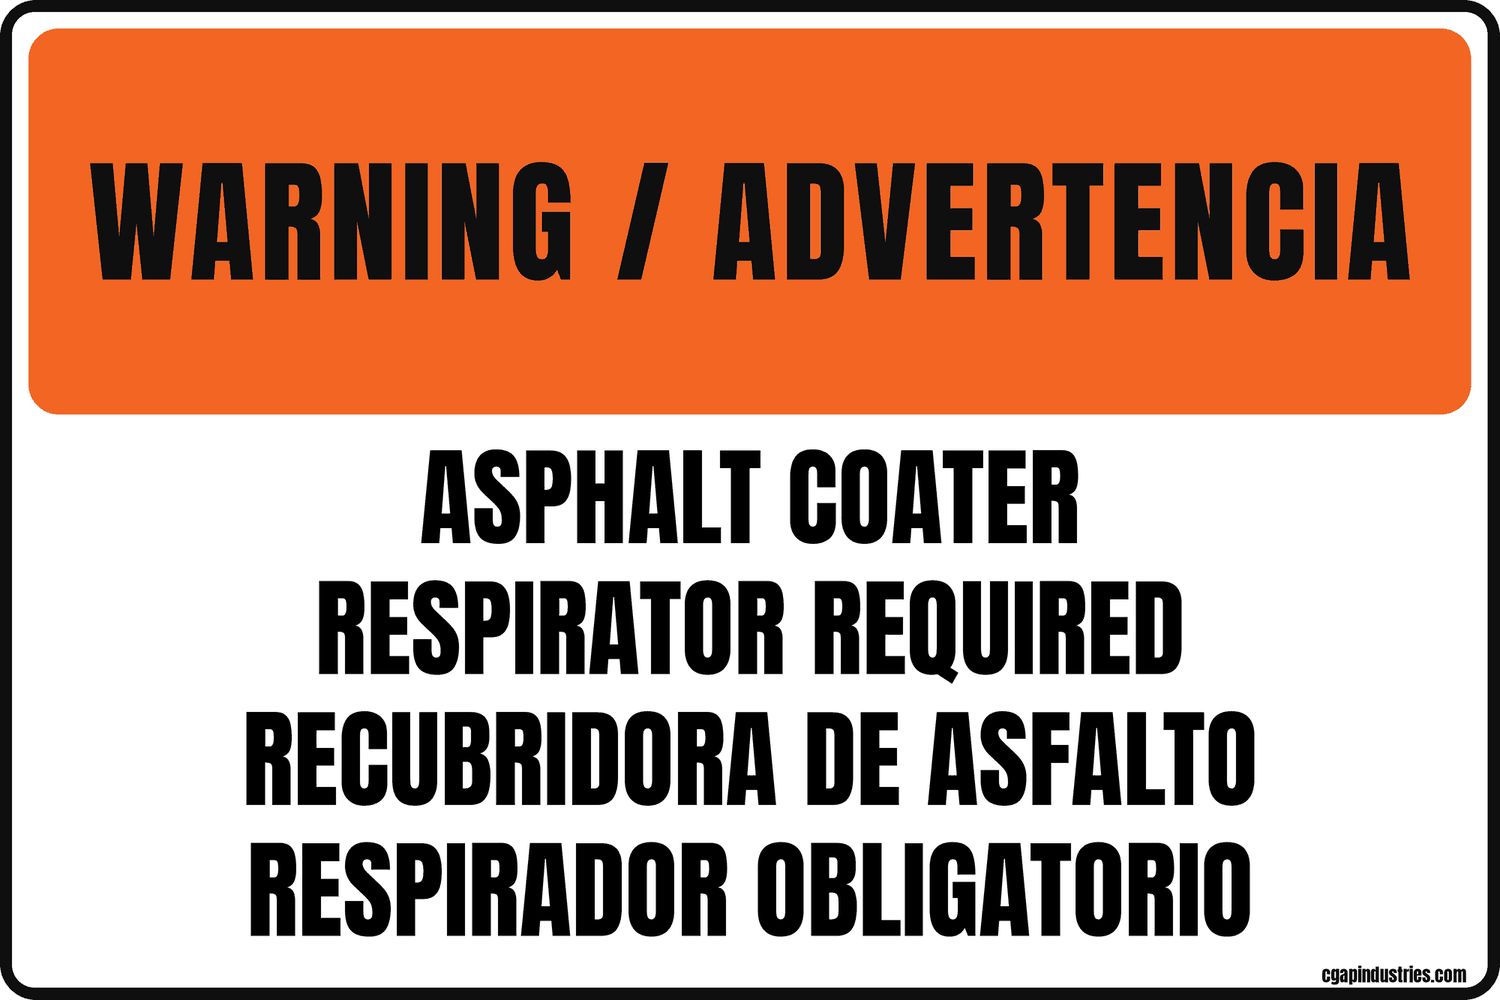 WARNING / ADVERTENCIA
ASPHALT COATER
RESPIRATOR REQUIRED
RECUBRIDORA DE ASFALTO
RESPIRADOR OBLIGATORIO
cgapindustries.com